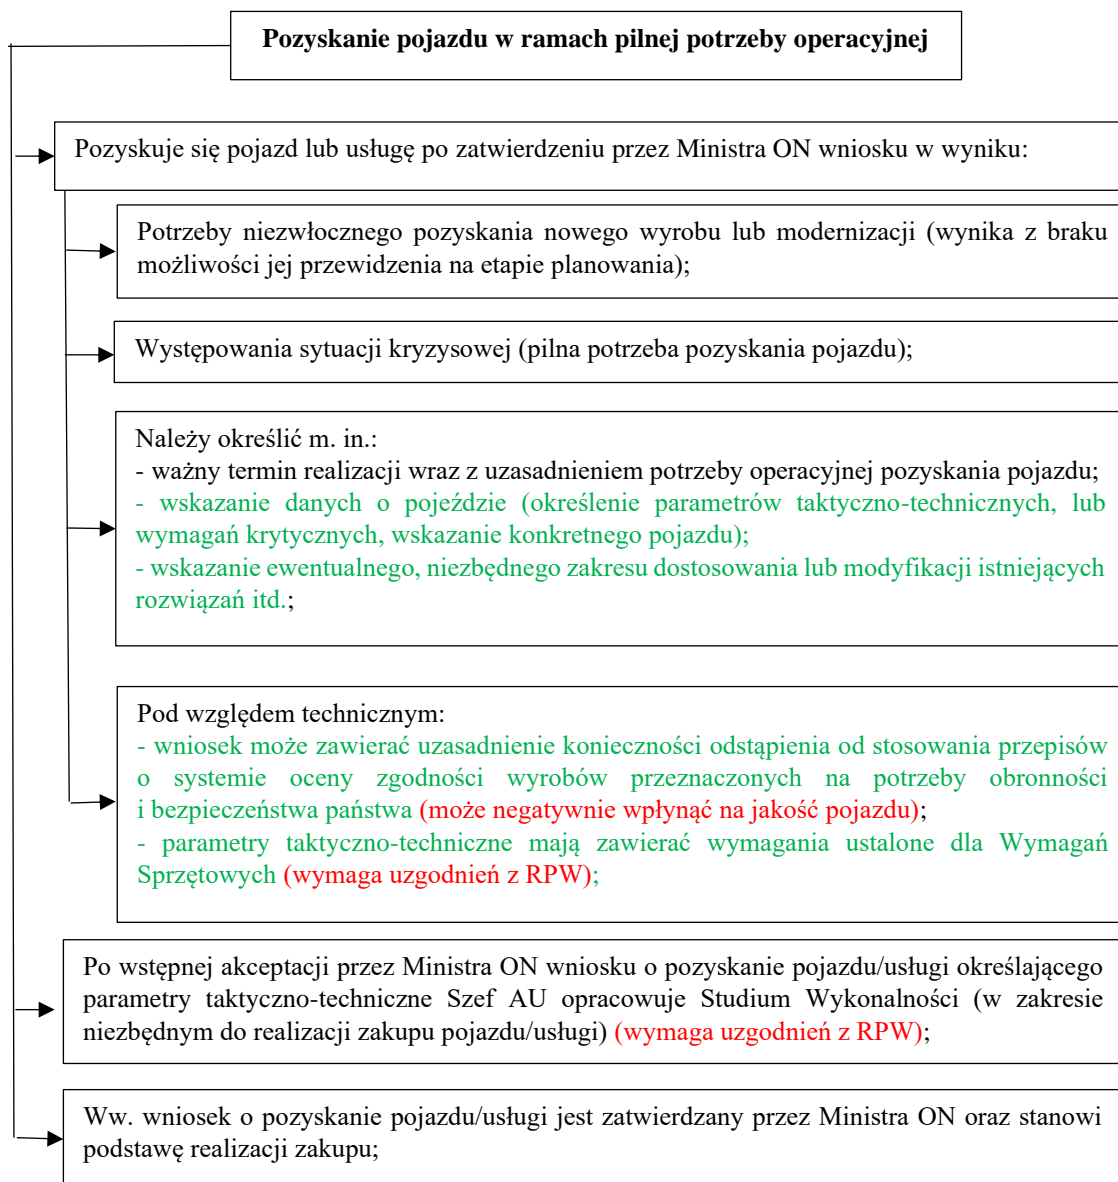 Pozyskanie pojazdu w ramach pilnej potrzeby operacyjnej
Pozyskuje się pojazd lub usługę po zatwierdzeniu przez Ministra ON wniosku w wyniku:
Potrzeby niezwłocznego pozyskania nowego wyrobu lub modernizacji (wynika z braku
możliwości jej przewidzenia na etapie planowania);
Występowania sytuacji kryzysowej (pilna potrzeba pozyskania pojazdu);
Należy określić m. in.:
- ważny termin realizacji wraz z uzasadnieniem potrzeby operacyjnej pozyskania pojazdu;
- wskazanie danych o pojeździe (określenie parametrów taktyczno-technicznych, lub
wymagań krytycznych, wskazanie konkretnego pojazdu);
- wskazanie ewentualnego, niezbędnego zakresu dostosowania lub modyfikacji istniejących
rozwiązań itd.;
Pod względem technicznym:
- wniosek może zawierać uzasadnienie konieczności odstąpienia od stosowania przepisów
o systemie oceny zgodności wyrobów przeznaczonych na potrzeby obronności
i bezpieczeństwa państwa (może negatywnie wpłynąć na jakość pojazdu);
- parametry taktyczno-techniczne mają zawierać wymagania ustalone dla Wymagań
Sprzętowych (wymaga uzgodnień z RPW);
Po wstępnej akceptacji przez Ministra ON wniosku o pozyskanie pojazdu/usługi określającego
parametry taktyczno-techniczne Szef AU opracowuje Studium Wykonalności (w zakresie
niezbędnym do realizacji zakupu pojazdu/usługi) (wymaga uzgodnień z RPW);
Ww. wniosek o pozyskanie pojazdu/usługi jest zatwierdzany przez Ministra ON oraz stanowi
podstawę realizacji zakupu;